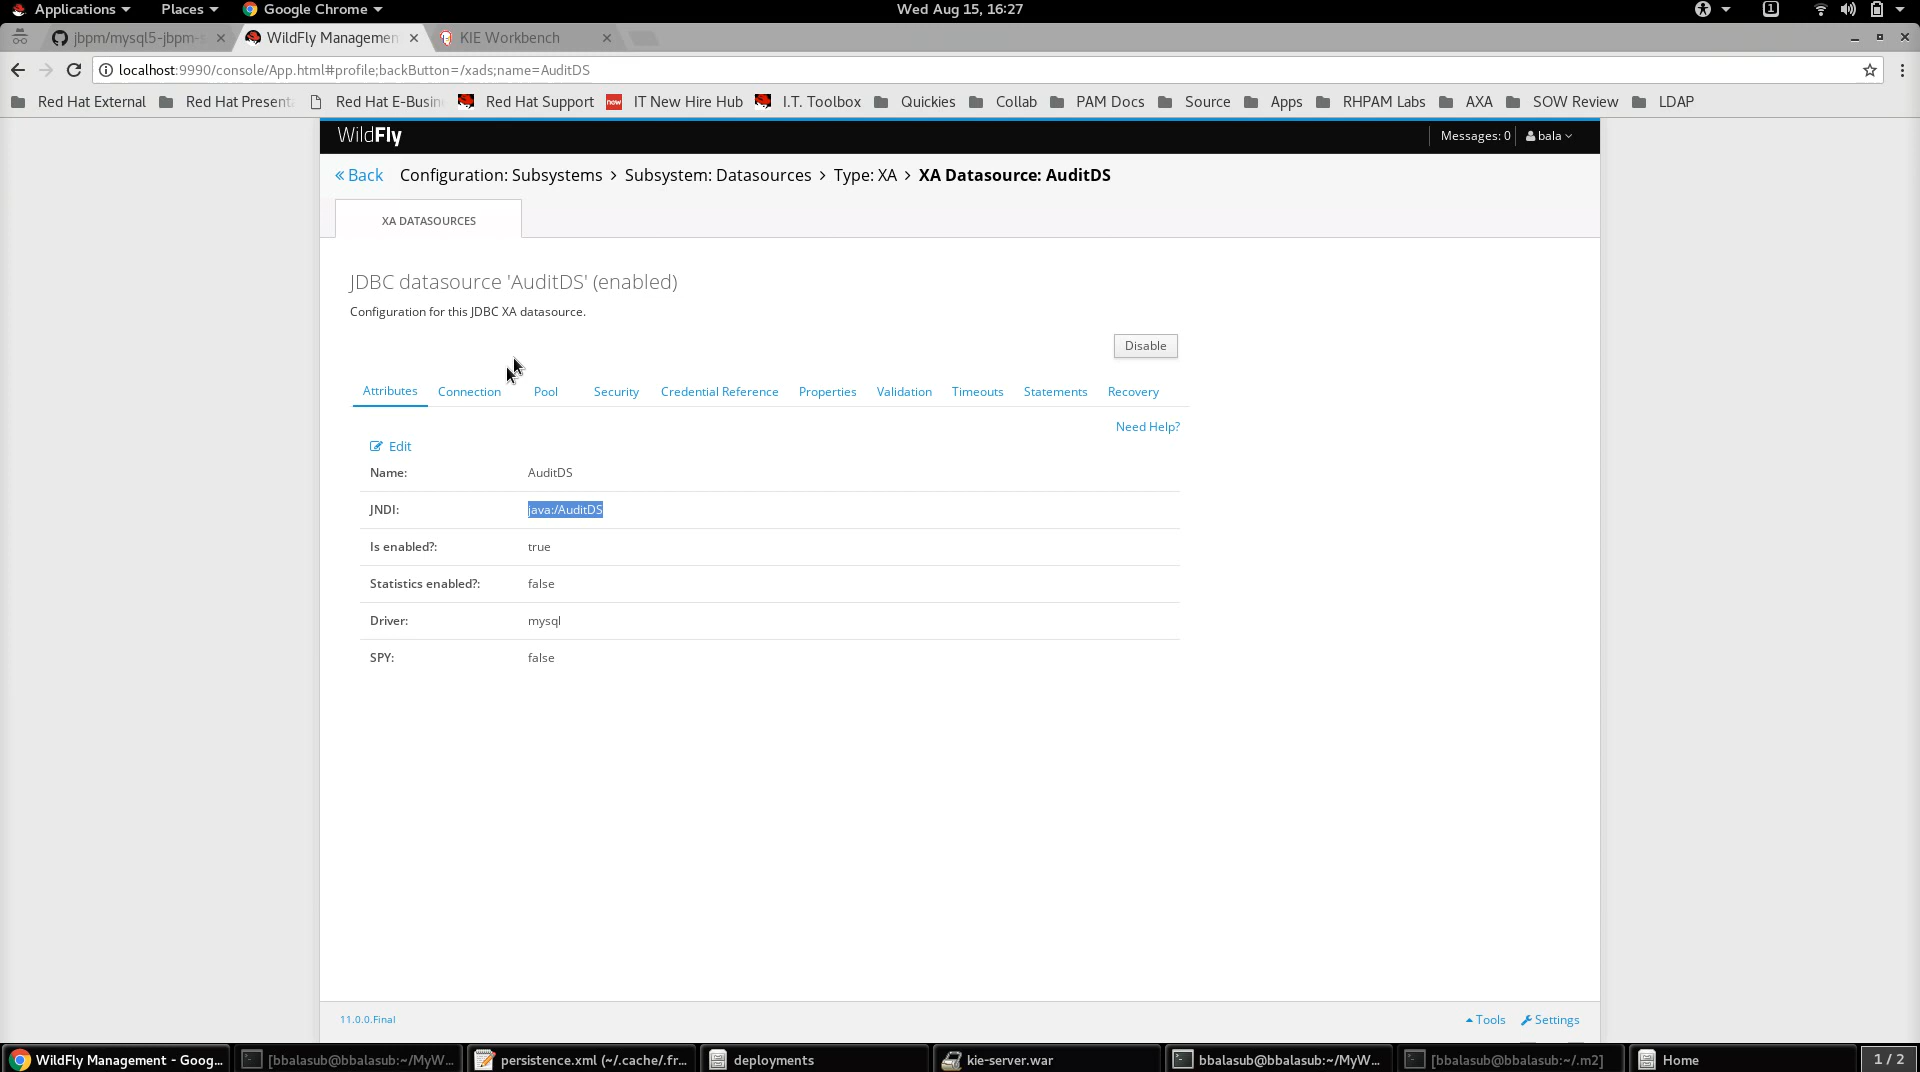 Applications Places Google Chrome Wed Aug 15, 16:27 1
jbpm/mysql5-jbpm-s WildFly Managemen KIE Workbench
localhost:9990/console/App.html#profile;backButton=/xads;name=AuditDS
Red Hat External Red Hat Present Red Hat E-Busin Red Hat Support now IT New Hire Hub I.T. Toolbox Quickies Collab PAM Docs Source Apps RHPAM Labs AXA SOW Review LDAP
WildFly Messages: 0 bala
« Back Configuration: Subsystems > Subsystem: Datasources > Type: XA > XA Datasource: AuditDS
XA DATASOURCES
JDBC datasource 'AuditDS' (enabled)
Configuration for this JDBC XA datasource.
Disable
Attributes Connection Pool Security Credential Reference Properties Validation Timeouts Statements Recovery
Need Help?
Edit
Name: AuditDS
JNDI: java:/AuditDS
Is enabled?: true
Statistics enabled?: false
Driver: mysql
SPY: false
11.0.0.Final Tools Settings
WildFly Management - Goog... [bbalasub@bbalasub:~/MyW... persistence.xml (~/.cache/.fr... deployments kie-server.war bbalasub@bbalasub:~/MyW... [bbalasub@bbalasub:~/.m2] Home 1 / 2